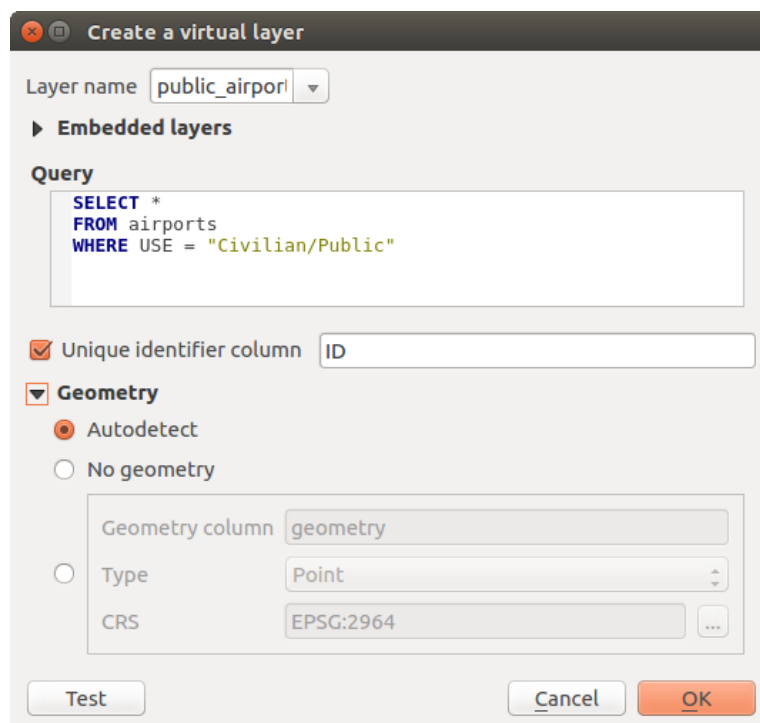 Create a virtual layer
Layer name public_airport
Embedded layers
Query
SELECT *
FROM airports
WHERE USE = "Civilian/Public"
Unique identifier column ID
Geometry
Autodetect
No geometry
Geometry column geometry
Type Point
CRS EPSG:2964 ...
Test Cancel OK